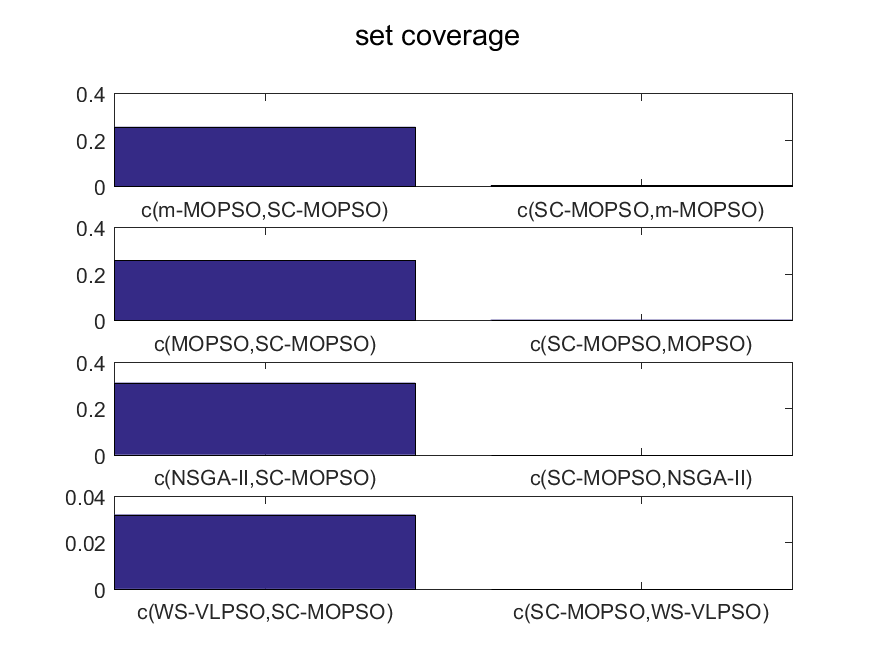 set coverage
0.4
0.2
0
c(m-MOPSO,SC-MOPSO) c(SC-MOPSO,m-MOPSO)
0.4
0.2
0
c(MOPSO,SC-MOPSO) c(SC-MOPSO,MOPSO)
0.4
0.2
0
c(NSGA-II,SC-MOPSO) c(SC-MOPSO,NSGA-II)
0.04
0.02
0
c(WS-VLPSO,SC-MOPSO) c(SC-MOPSO,WS-VLPSO)